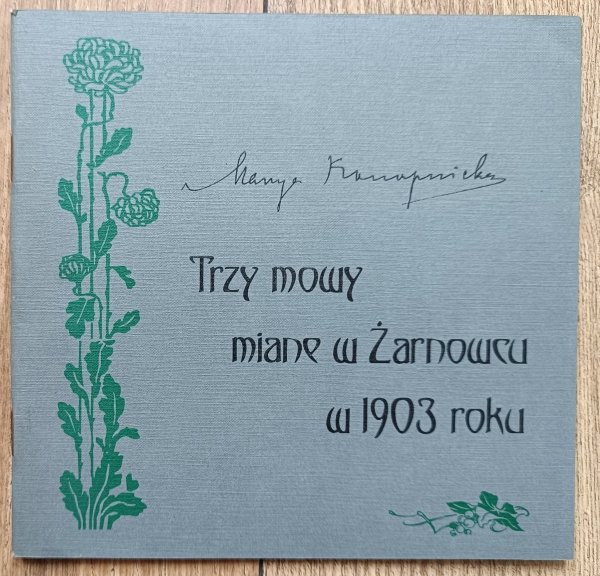 Marya Konopnicka
Trzy mowy
miane w Żarnowcu
w 1903 roku